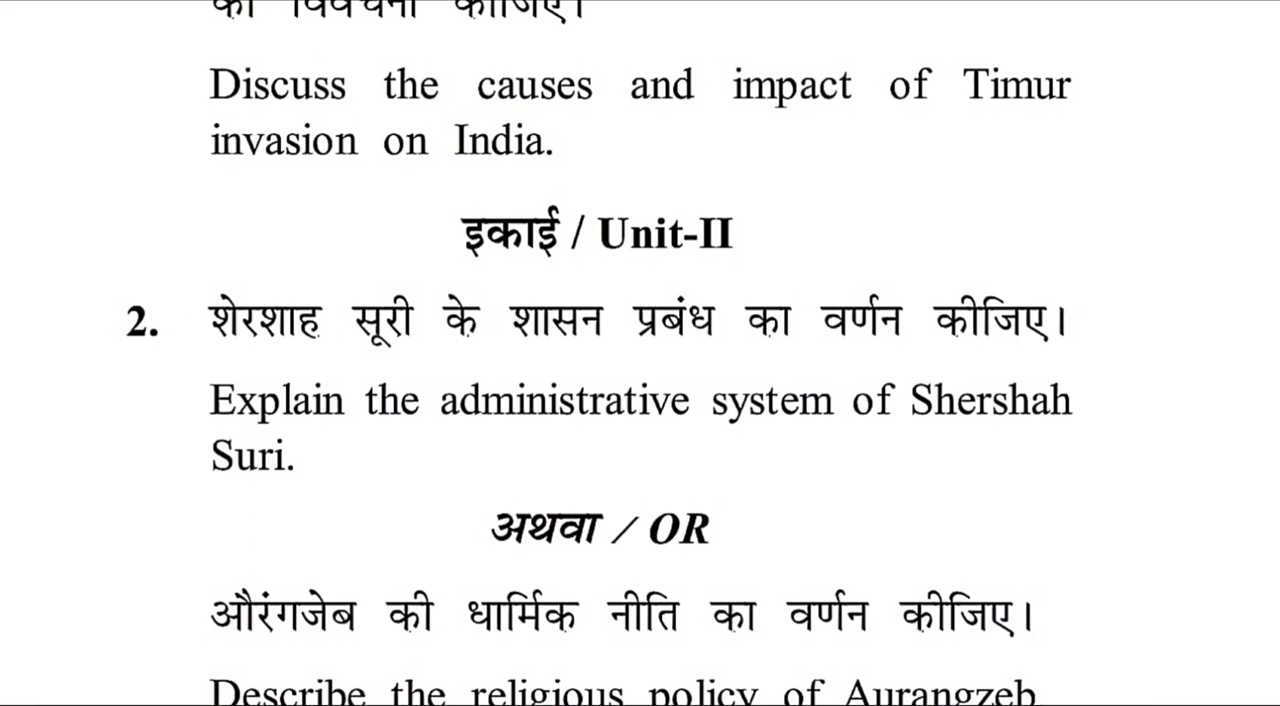 की विवेचना कीजिए।
Discuss the causes and impact of Timur
invasion on India.
इकाई / Unit-II
2. शेरशाह सूरी के शासन प्रबंध का वर्णन कीजिए।
Explain the administrative system of Shershah
Suri.
अथवा / OR
औरंगजेब की धार्मिक नीति का वर्णन कीजिए।
Describe the religious policy of Aurangzeb